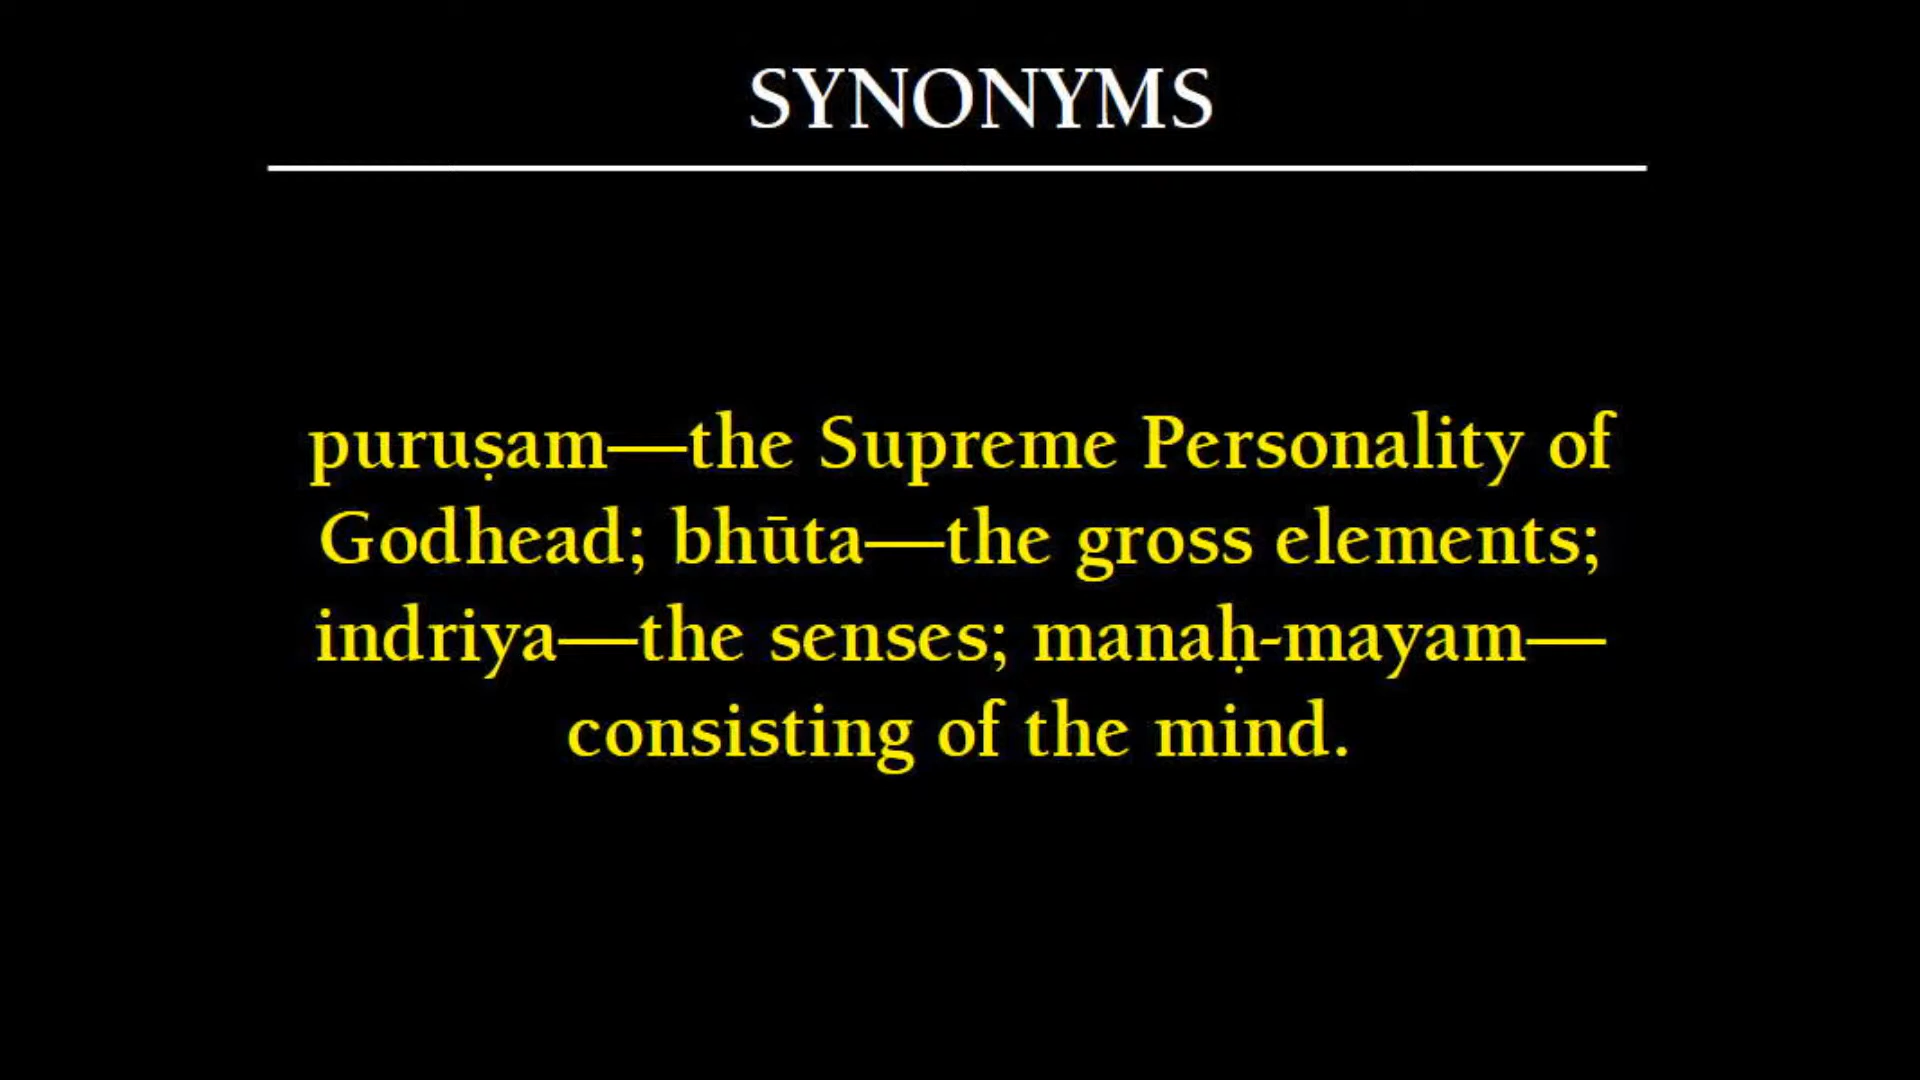 SYNONYMS
puruṣam—the Supreme Personality of
Godhead; bhūta—the gross elements;
indriya—the senses; manaḥ-mayam—
consisting of the mind.